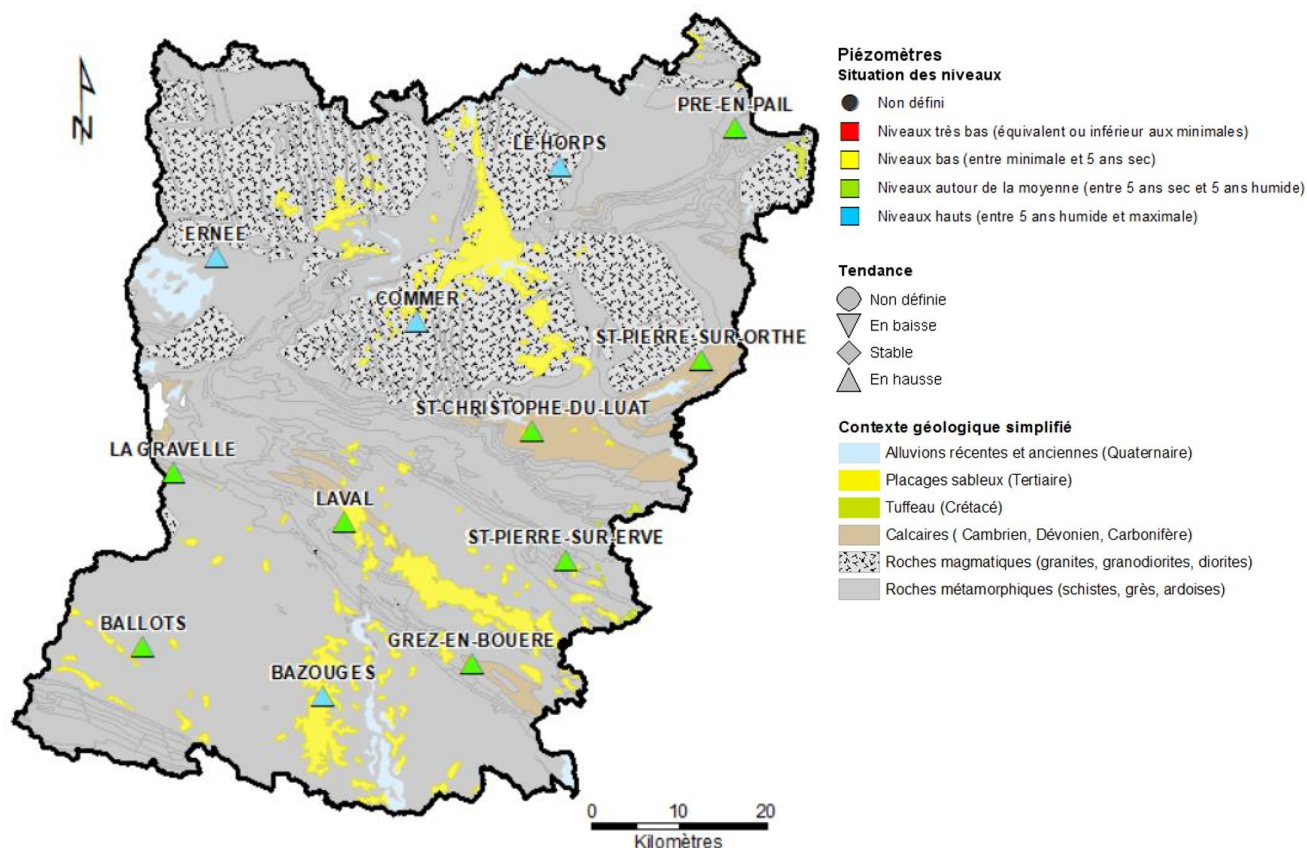 N
PRE-EN-PAIL
LE HORPS
ERNEE
COMMER
ST-PIERRE-SUR-ORTHE
ST-CHRISTOPHE-DU-LUAT
LA GRAVELLE
LAVAL
ST-PIERRE-SUR-ERVE
BALLOTS
GREZ-EN-BOUERE
BAZOUGES
0 10 20
Kilomètres
Piézomètres
Situation des niveaux
Non défini
Niveaux très bas (équivalent ou inférieur aux minimales)
Niveaux bas (entre minimale et 5 ans sec)
Niveaux autour de la moyenne (entre 5 ans sec et 5 ans humide)
Niveaux hauts (entre 5 ans humide et maximale)
Tendance
Non définie
En baisse
Stable
En hausse
Contexte géologique simplifié
Alluvions récentes et anciennes (Quaternaire)
Placages sableux (Tertiaire)
Tuffeau (Crétacé)
Calcaires ( Cambrien, Dévonien, Carbonifère)
Roches magmatiques (granites, granodiorites, diorites)
Roches métamorphiques (schistes, grès, ardoises)